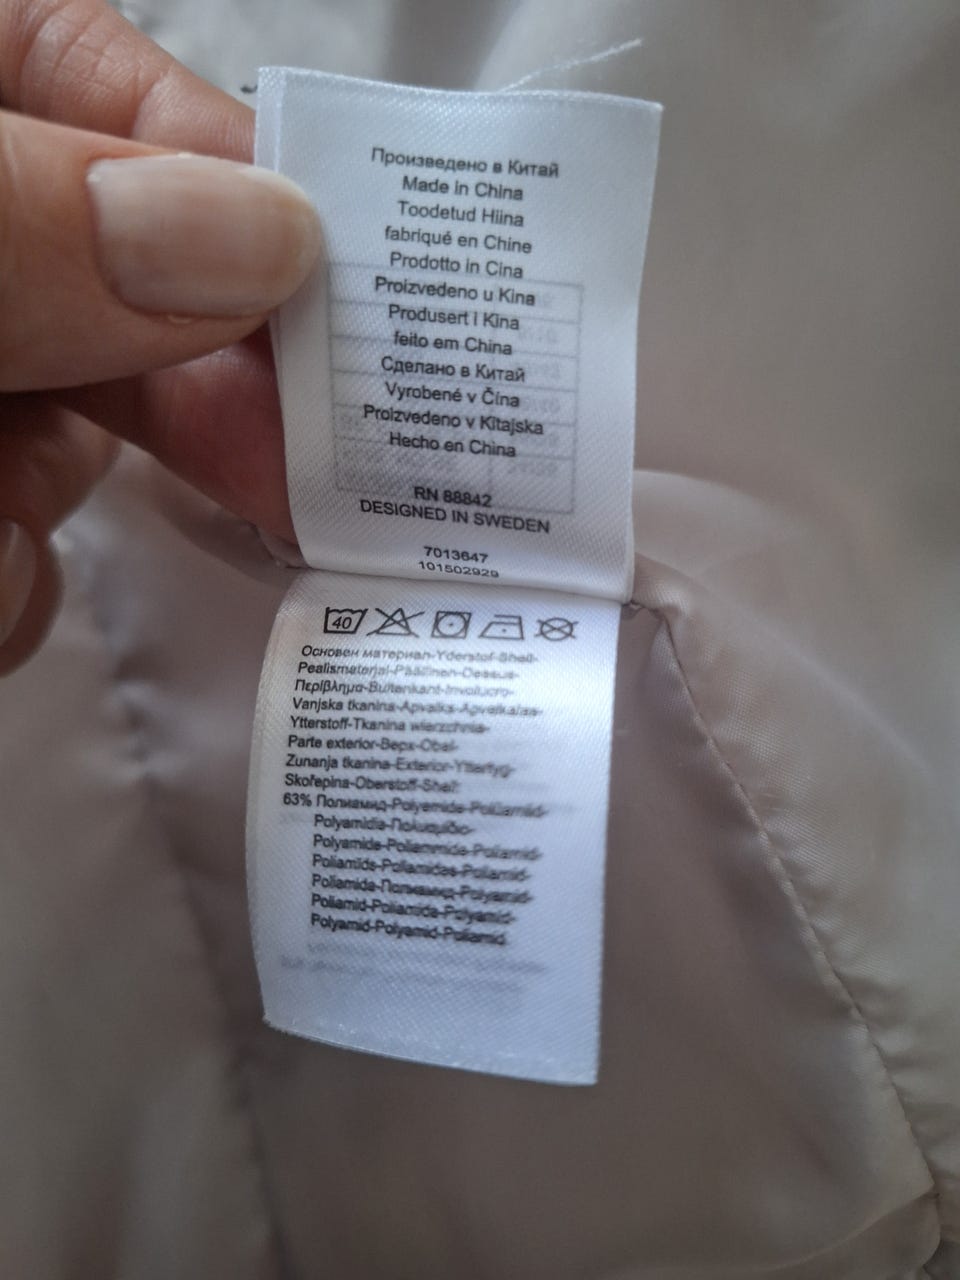 Произведено в Китай
Made in China
Toodetud Hiina
fabriqué en Chine
Prodotto in Cina
Proizvedeno u Kina
Produsert i Kina
feito em China
Сделано в Китай
Vyrobené v Čína
Proizvedeno v Kitajska
Hecho en China
RN 88842
DESIGNED IN SWEDEN
7013647
101502929
40
Основен материал-Yderstof-Shell-
Pealismaterjal-Päällinen-Dessus-
Περίβλημα-Buitenkant-Involucro-
Vanjska tkanina-Apvalks-Apvalkalas-
Ytterstoff-Tkanina wierzchnia-
Parte exterior-Верх-Obal-
Zunanja tkanina-Exterior-Yttertyg-
Skořepina-Oberstoff-Shell:
63% Полиамид-Polyamide-Polüamiid-
Polyamidia-Πολυαμίδιο-
Polyamide-Poliammide-Poliamid-
Poliamīds-Poliamidas-Poliamid-
Poliamida-Полиамид-Polyamid-
Poliamid-Poliamida-Polyamid-
Polyamid-Polyamid-Poliamid